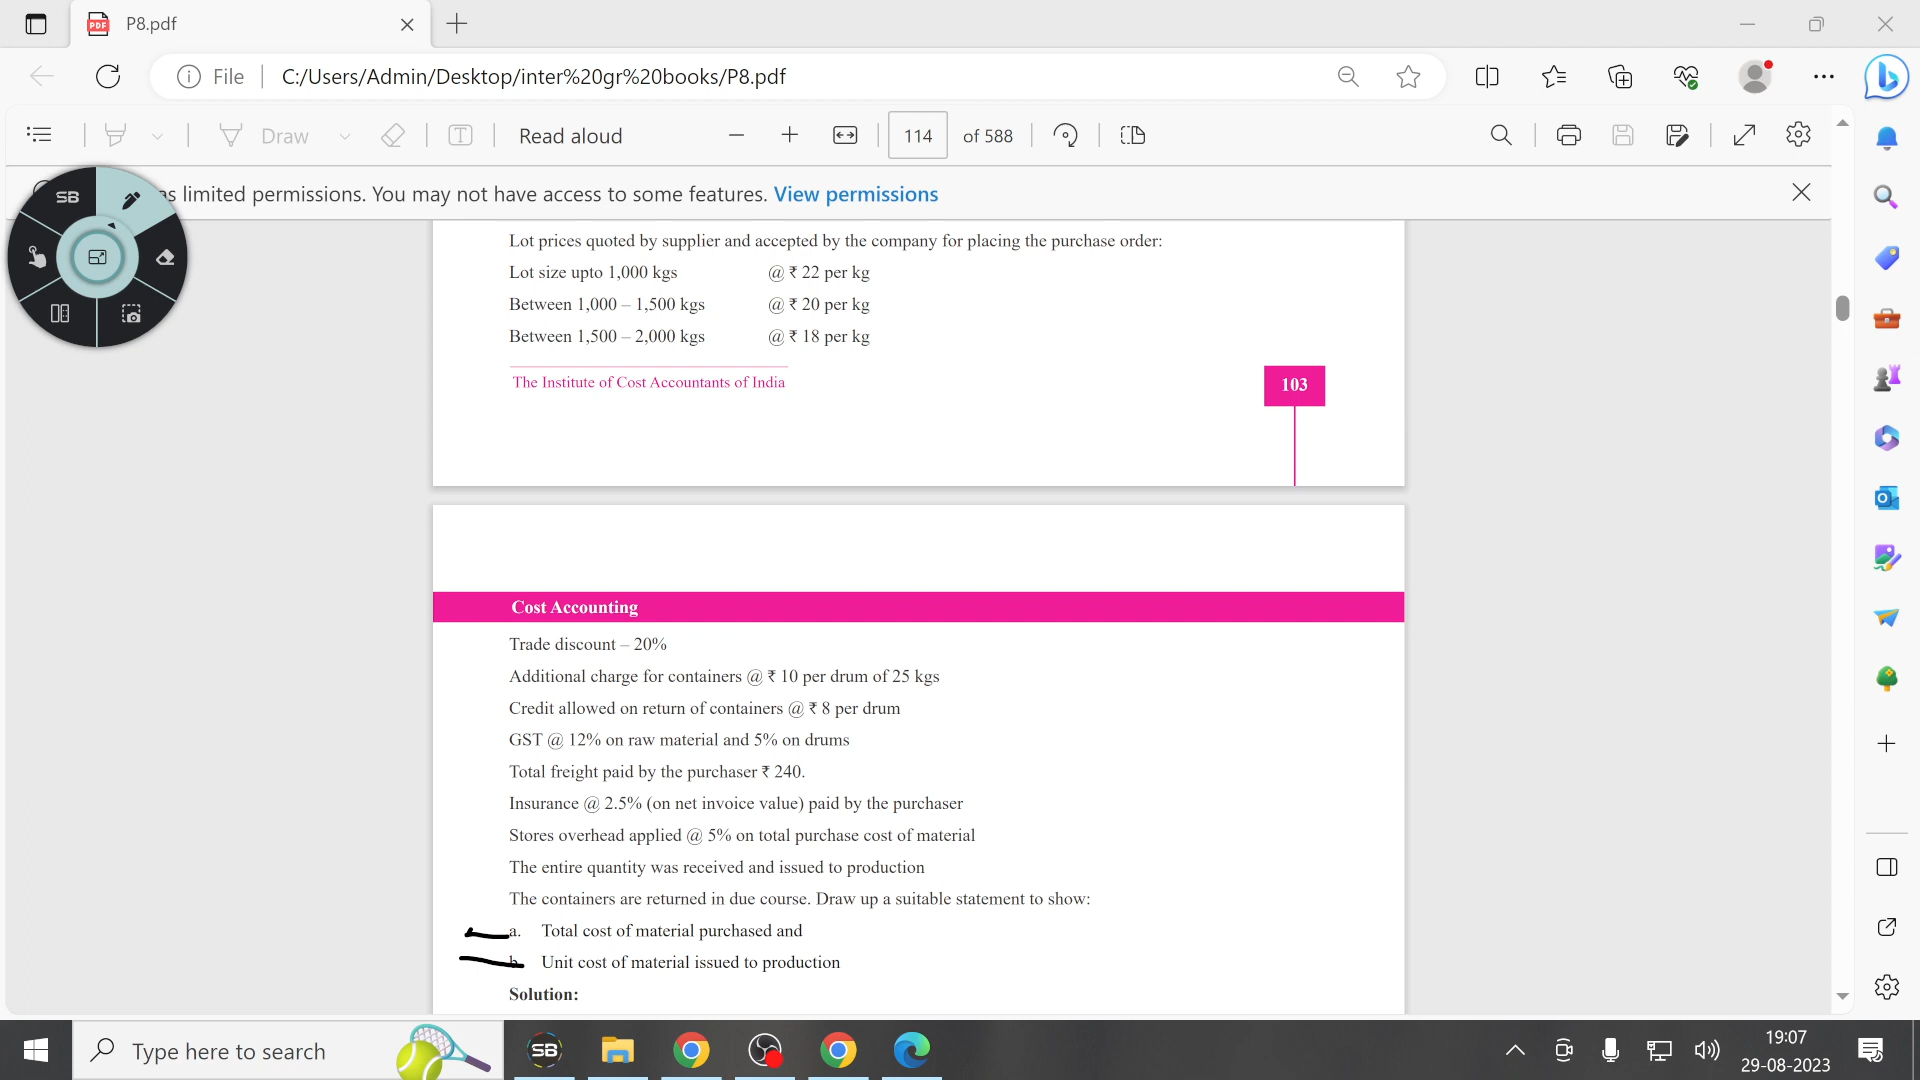 P8.pdf
File C:/Users/Admin/Desktop/inter%20gr%20books/P8.pdf
Draw Read aloud 114 of 588
SB
as limited permissions. You may not have access to some features. View permissions
Lot prices quoted by supplier and accepted by the company for placing the purchase order:
Lot size upto 1,000 kgs @ ₹ 22 per kg
Between 1,000 – 1,500 kgs @ ₹ 20 per kg
Between 1,500 – 2,000 kgs @ ₹ 18 per kg
The Institute of Cost Accountants of India 103
Cost Accounting
Trade discount – 20%
Additional charge for containers @ ₹ 10 per drum of 25 kgs
Credit allowed on return of containers @ ₹ 8 per drum
GST @ 12% on raw material and 5% on drums
Total freight paid by the purchaser ₹ 240.
Insurance @ 2.5% (on net invoice value) paid by the purchaser
Stores overhead applied @ 5% on total purchase cost of material
The entire quantity was received and issued to production
The containers are returned in due course. Draw up a suitable statement to show:
a. Total cost of material purchased and
b. Unit cost of material issued to production
Solution:
Type here to search
SB
19:07
29-08-2023